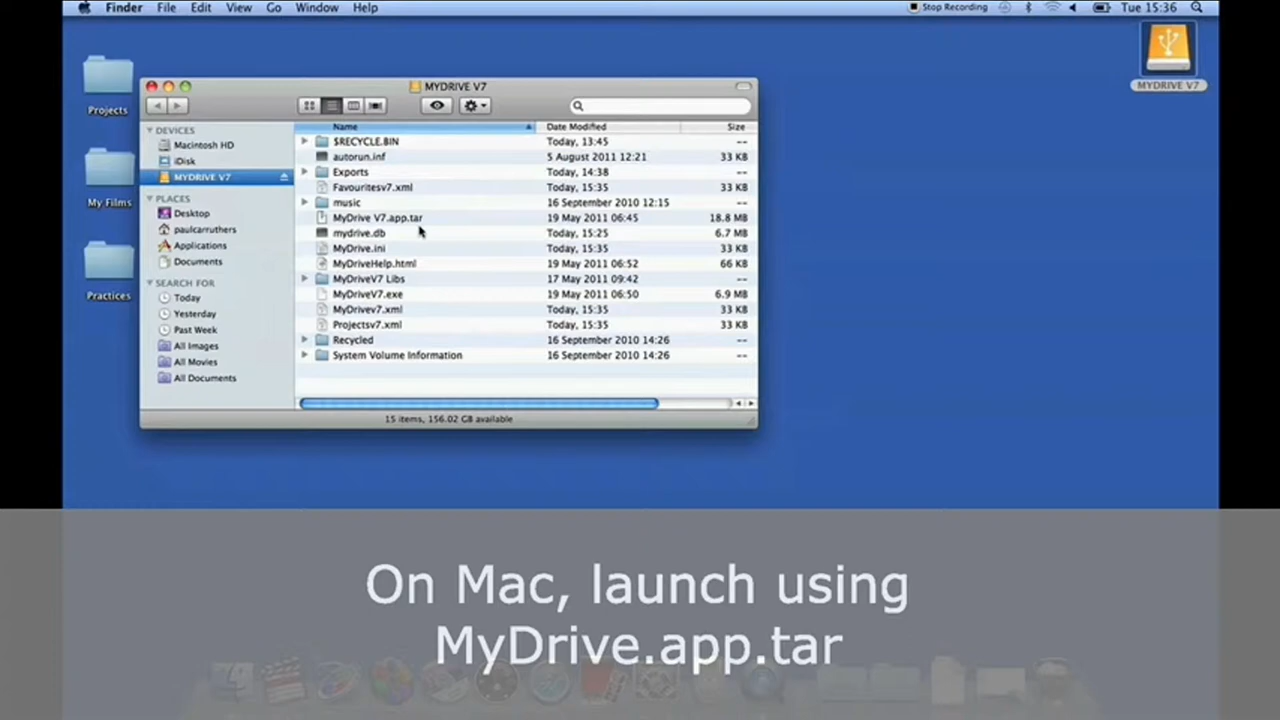 Finder File Edit View Go Window Help Stop Recording Tue 15:36
MYDRIVE V7
Projects
My Films
Practices
MYDRIVE V7
DEVICES
Macintosh HD
iDisk
MYDRIVE V7
PLACES
Desktop
paulcarruthers
Applications
Documents
SEARCH FOR
Today
Yesterday
Past Week
All Images
All Movies
All Documents
Name Date Modified Size
$RECYCLE.BIN Today, 13:45 --
autorun.inf 5 August 2011 12:21 33 KB
Exports Today, 14:38 --
Favouritesv7.xml Today, 15:35 33 KB
music 16 September 2010 12:15 --
MyDrive V7.app.tar 19 May 2011 06:45 18.8 MB
mydrive.db Today, 15:25 6.7 MB
MyDrive.ini Today, 15:35 33 KB
MyDriveHelp.html 19 May 2011 06:52 66 KB
MyDriveV7 Libs 17 May 2011 09:42 --
MyDriveV7.exe 19 May 2011 06:50 6.9 MB
MyDrivev7.xml Today, 15:35 33 KB
Projectsv7.xml Today, 15:35 33 KB
Recycled 16 September 2010 14:26 --
System Volume Information 16 September 2010 14:26 --
15 items, 156.02 GB available
On Mac, launch using
MyDrive.app.tar